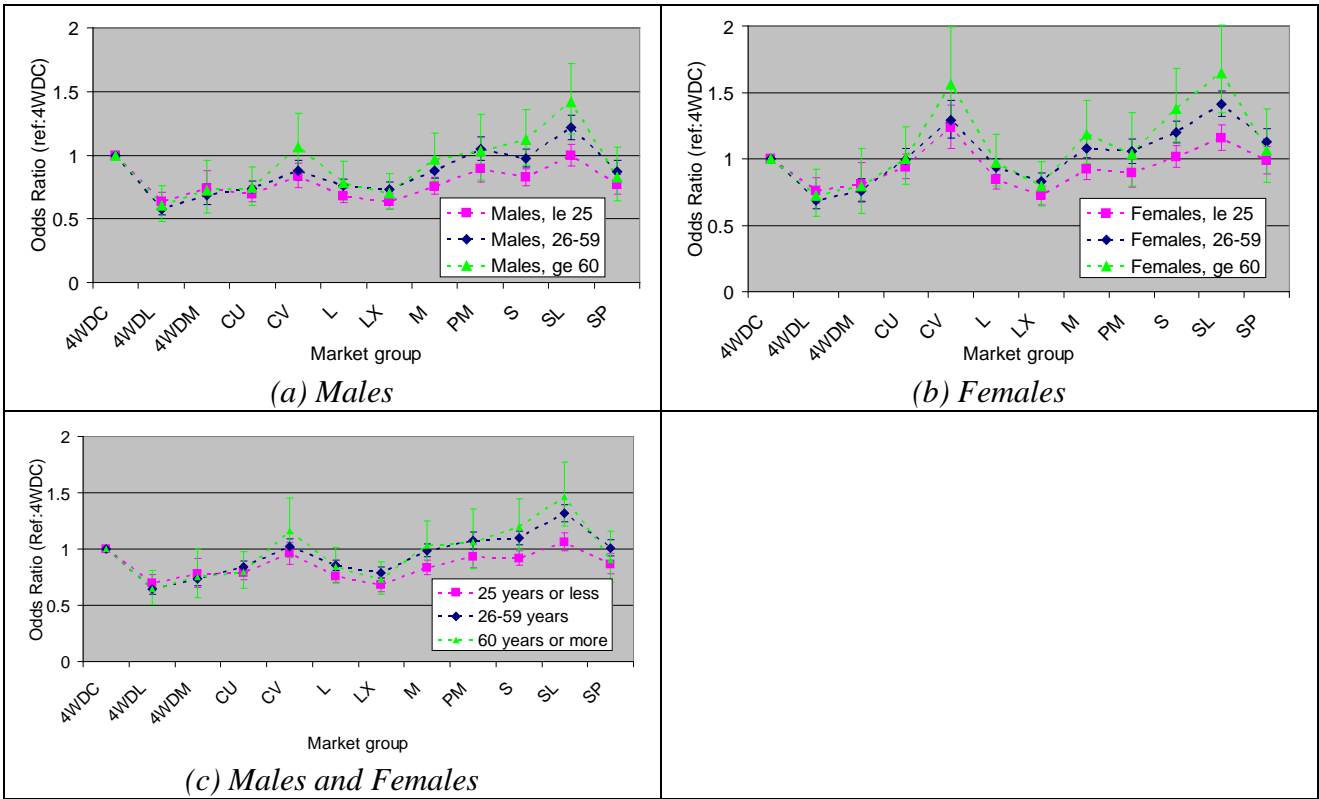 2
1.5
1
0.5
0
Odds Ratio (ref:4WDC)
Males, le 25
Males, 26-59
Males, ge 60
4WDC 4WDL 4WDM CU CV L LX M PM S SL SP
Market group
(a) Males
2
1.5
1
0.5
0
Odds Ratio (ref:4WDC)
Females, le 25
Females, 26-59
Females, ge 60
4WDC 4WDL 4WDM CU CV L LX M PM S SL SP
Market group
(b) Females
2
1.5
1
0.5
0
Odds Ratio (Ref:4WDC)
25 years or less
26-59 years
60 years or more
4WDC 4WDL 4WDM CU CV L LX M PM S SL SP
Market group
(c) Males and Females